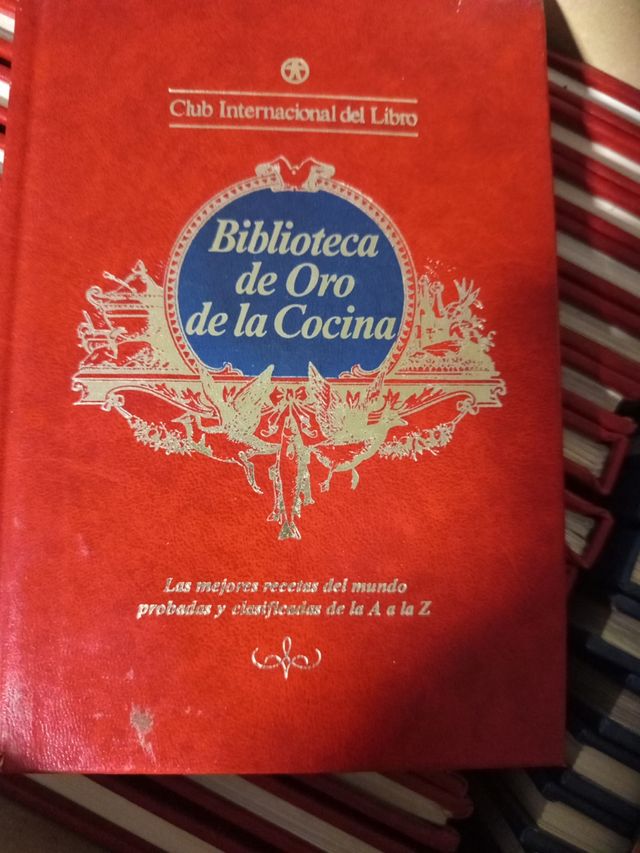 Club Internacional del Libro
Biblioteca
de Oro
de la Cocina
Las mejores recetas del mundo
probadas y clasificadas de la A a la Z